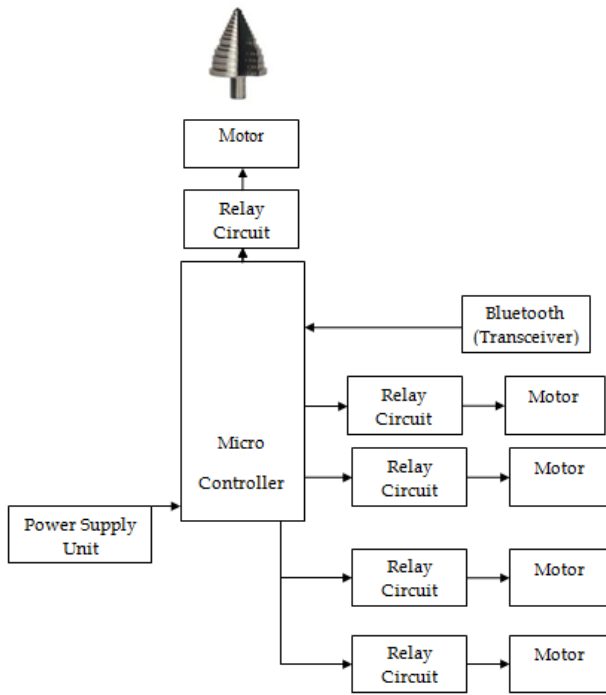 Motor
Relay
Circuit
Bluetooth
(Transceiver)
Relay
Circuit
Motor
Micro
Controller
Relay
Circuit
Motor
Power Supply
Unit
Relay
Circuit
Motor
Relay
Circuit
Motor